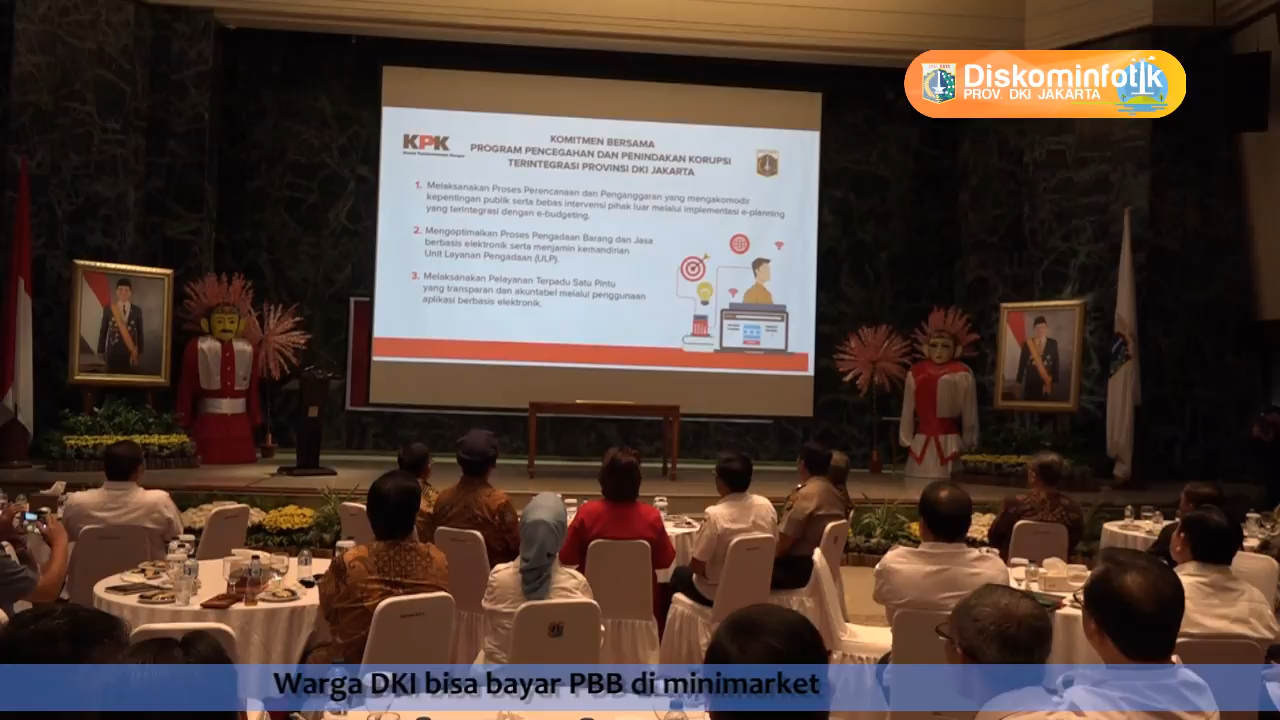 Diskominfotik
PROV. DKI JAKARTA
KPK
KOMITMEN BERSAMA
PROGRAM PENCEGAHAN DAN PENINDAKAN KORUPSI
TERINTEGRASI PROVINSI DKI JAKARTA
1. Melaksanakan Proses Perencanaan dan Penganggaran yang mengakomodir
kepentingan publik serta bebas intervensi pihak luar melalui implementasi e-planning
yang terintegrasi dengan e-budgeting.
2. Mengoptimalkan Proses Pengadaan Barang dan Jasa
berbasis elektronik serta menjamin kemandirian
Unit Layanan Pengadaan (ULP).
3. Melaksanakan Pelayanan Terpadu Satu Pintu
yang transparan dan akuntabel melalui penggunaan
aplikasi berbasis elektronik.
Warga DKI bisa bayar PBB di minimarket